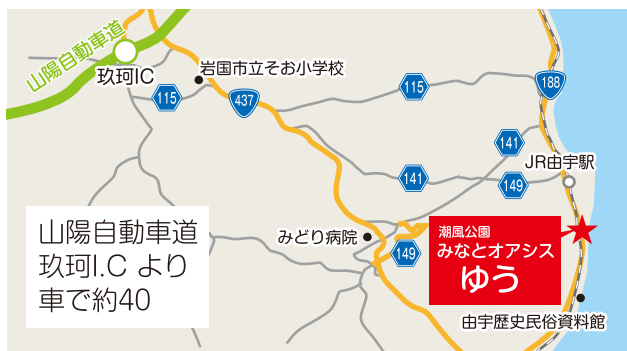 山陽自動車道
玖珂IC
岩国市立そお小学校
115
437
115
188
141
JR由宇駅
141
149
みどり病院
149
潮風公園
みなとオアシス
ゆう
由宇歴史民俗資料館
山陽自動車道
玖珂I.C より
車で約40